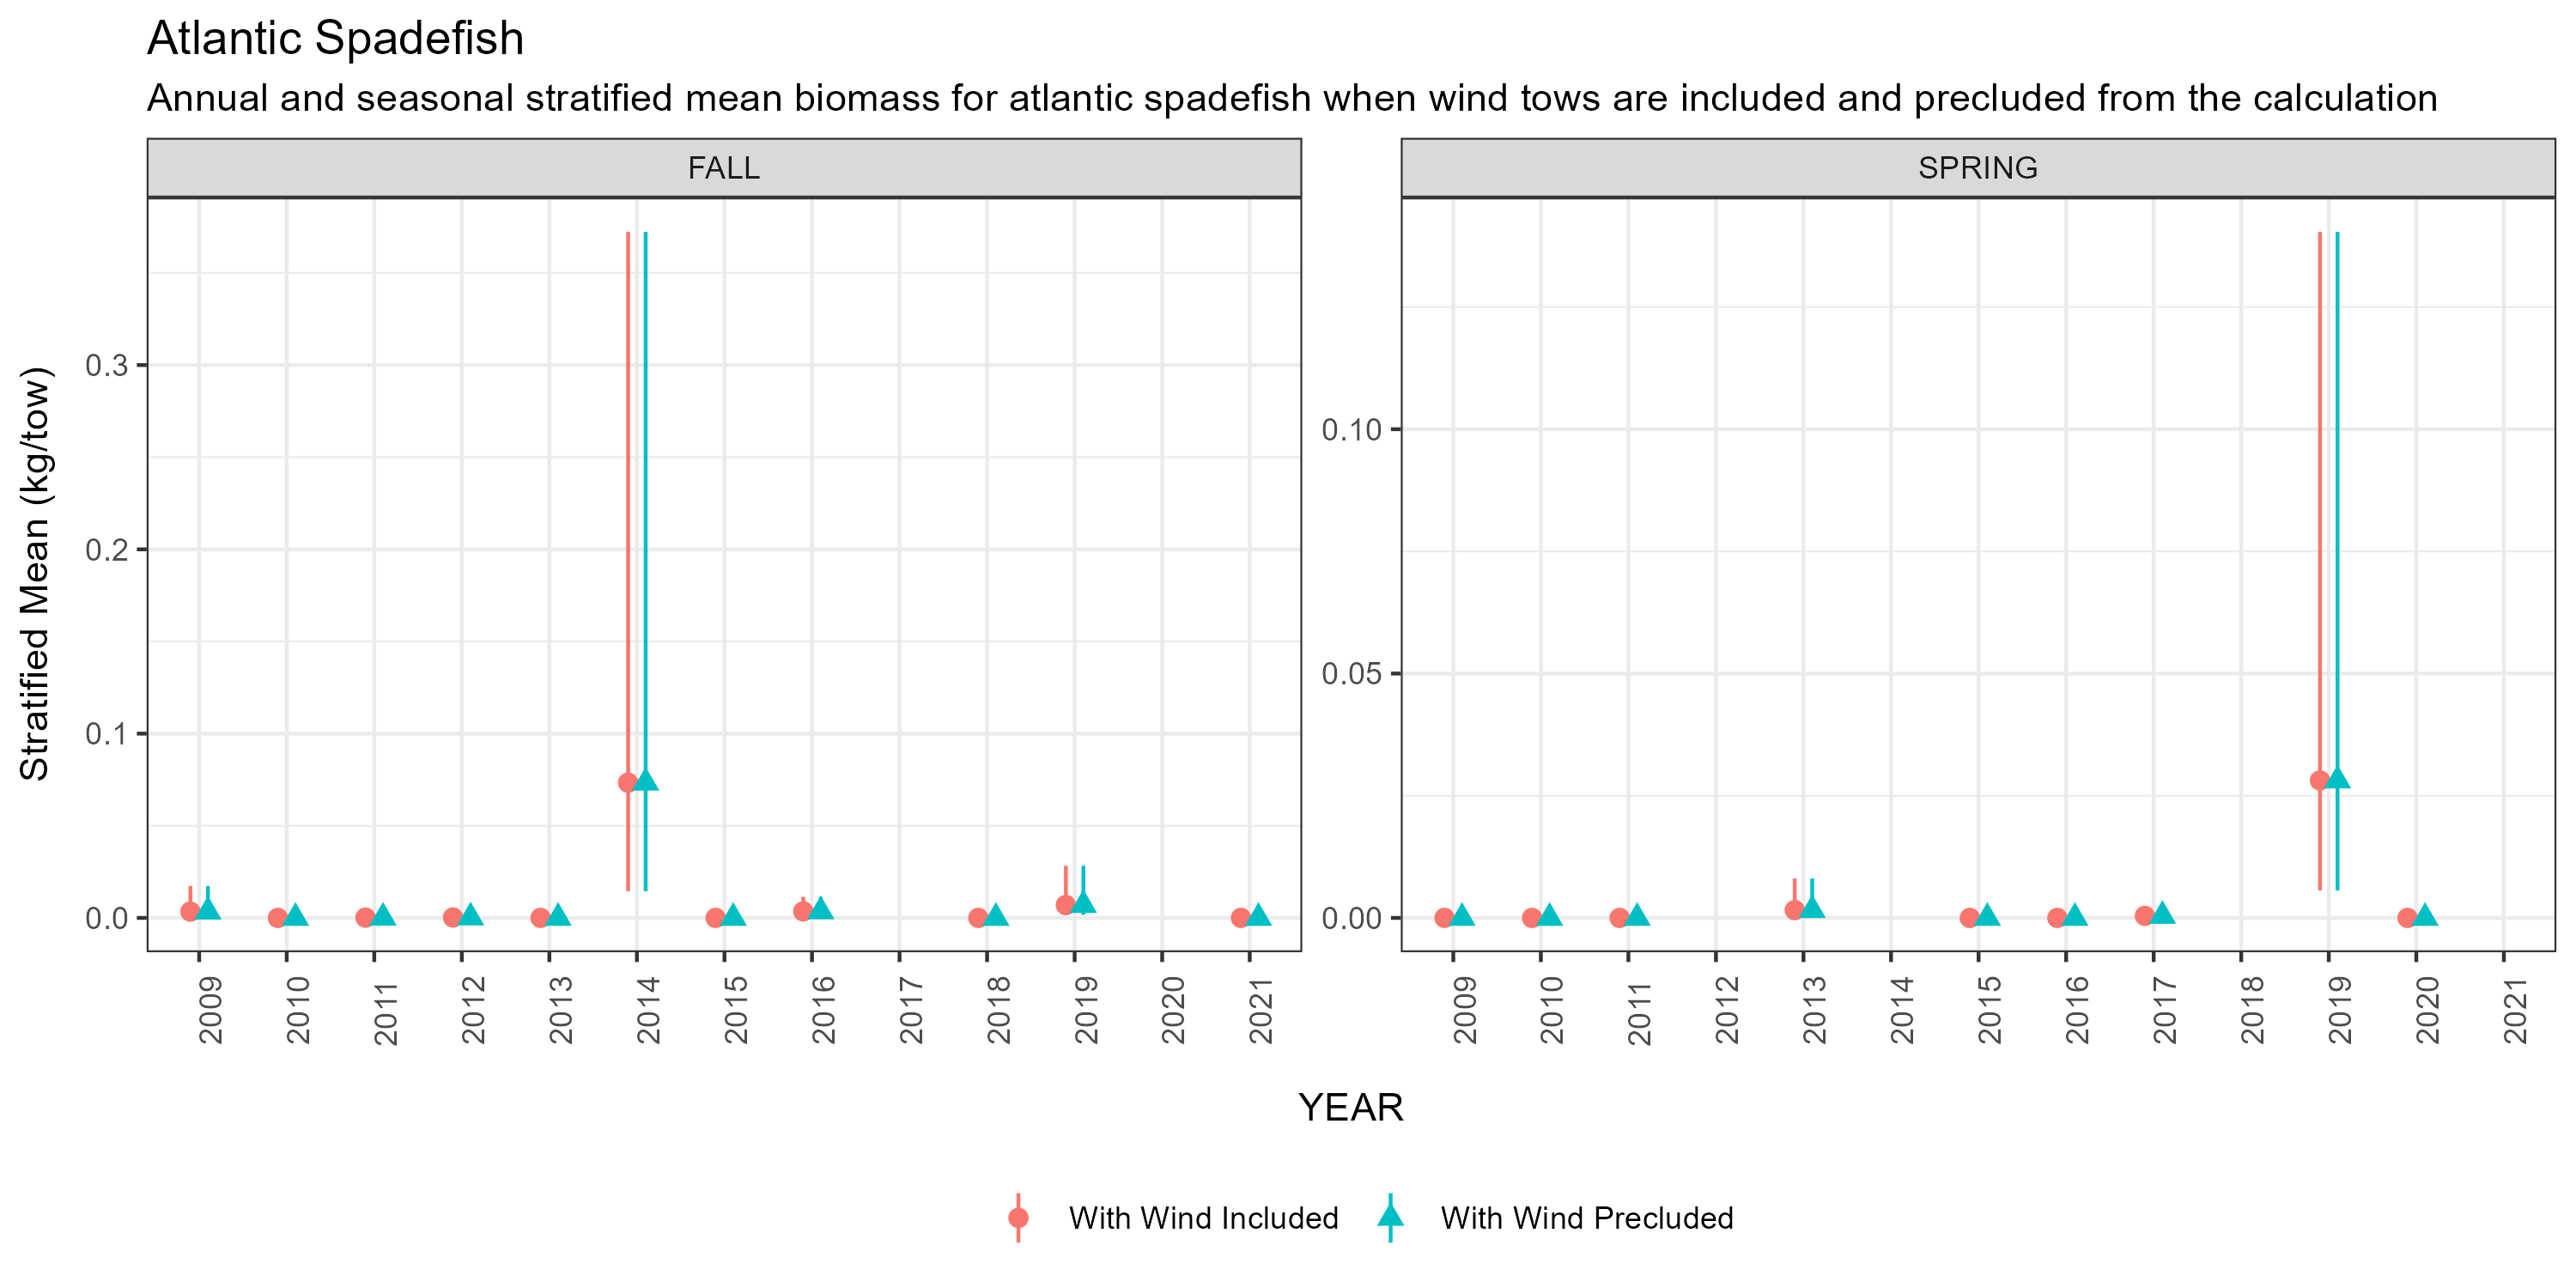 Atlantic Spadefish
Annual and seasonal stratified mean biomass for atlantic spadefish when wind tows are included and precluded from the calculation
FALL
SPRING
Stratified Mean (kg/tow)
0.3
0.2
0.1
0.0
0.10
0.05
0.00
2009 2010 2011 2012 2013 2014 2015 2016 2017 2018 2019 2020 2021
2009 2010 2011 2012 2013 2014 2015 2016 2017 2018 2019 2020 2021
YEAR
With Wind Included
With Wind Precluded